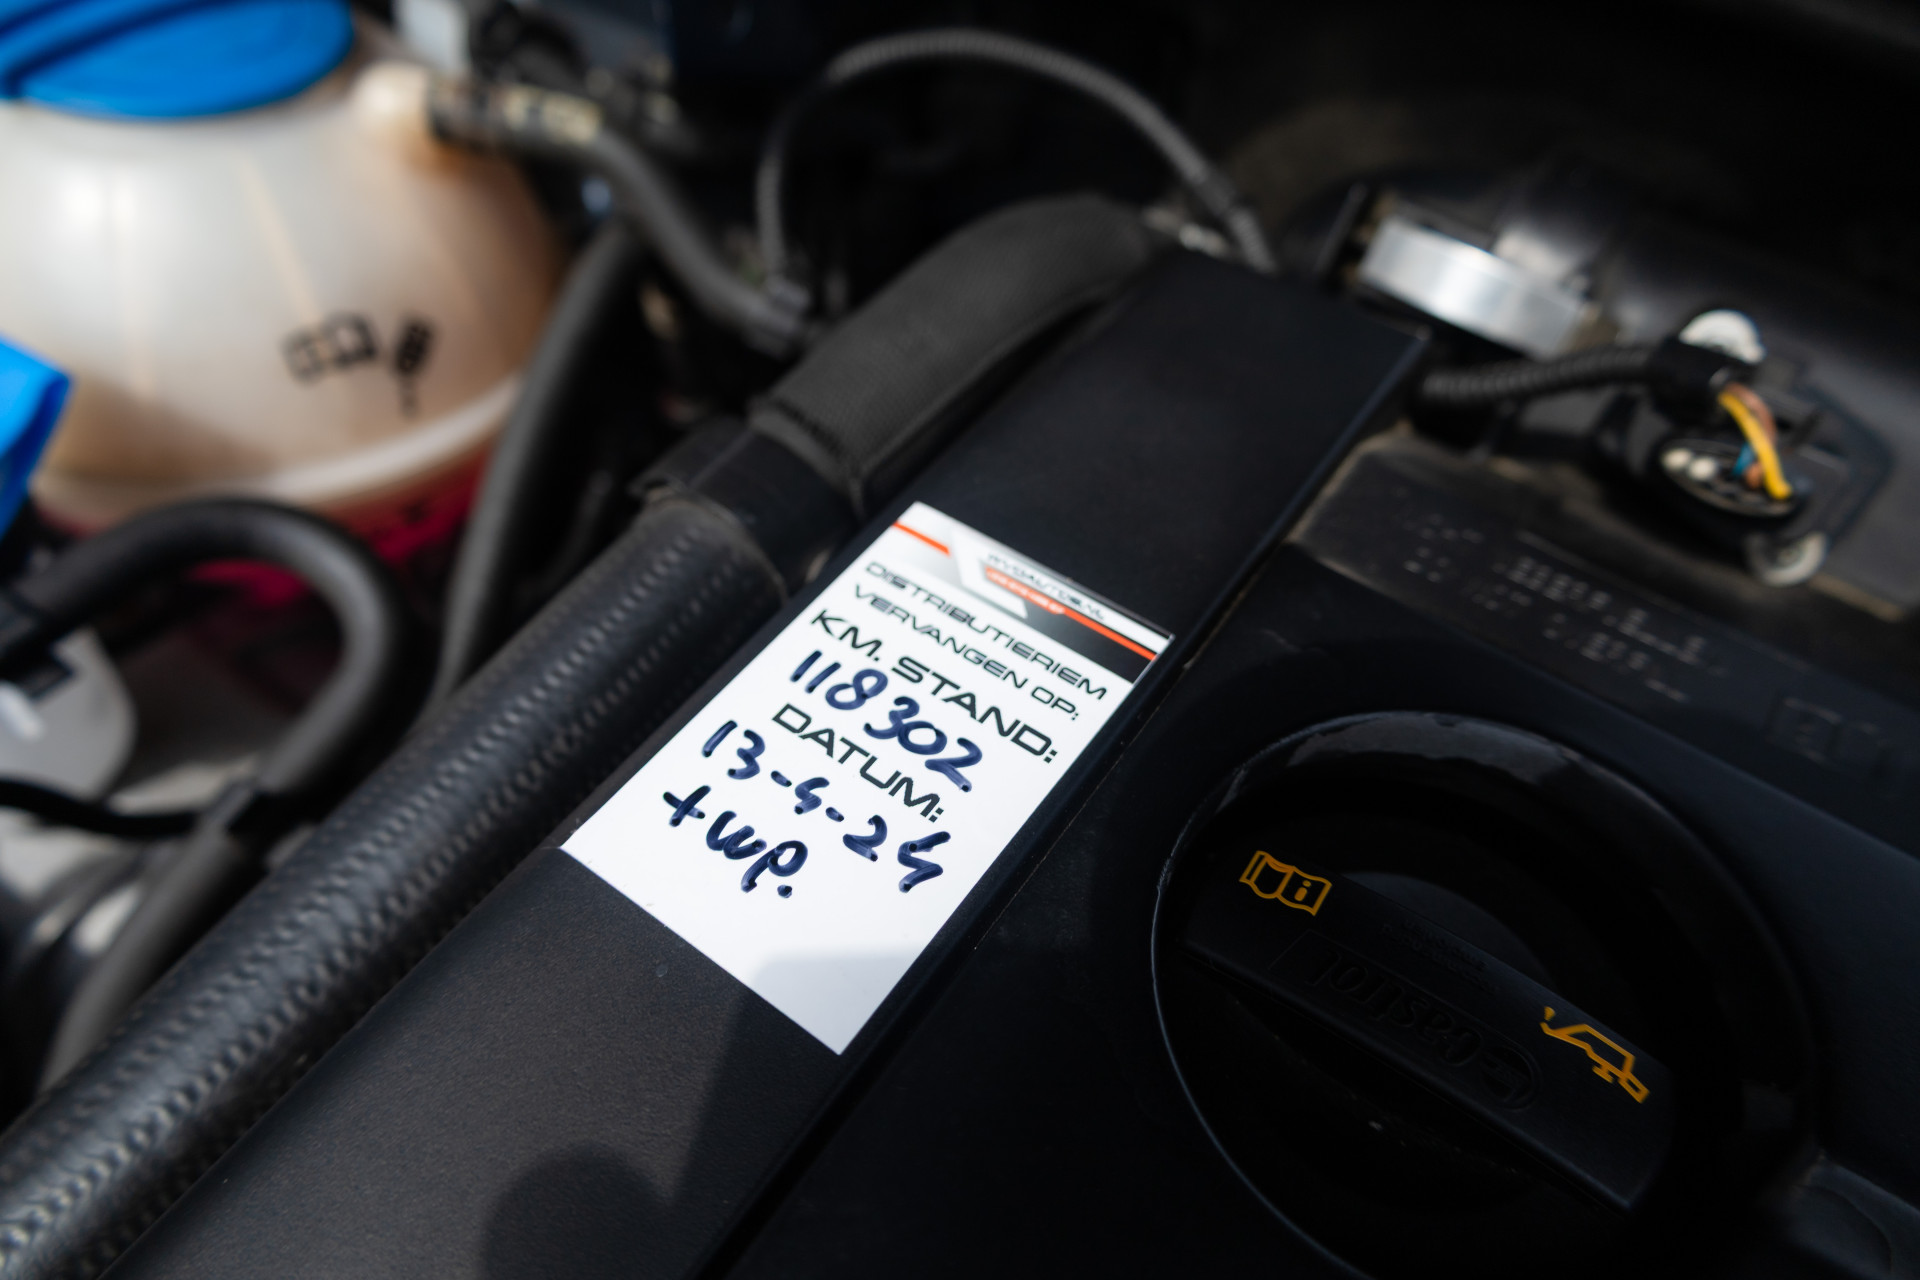 DISTRIBUTIERIEM
VERVANGEN OP:
KM. STAND:
118302
DATUM:
13-4-24
+ wp.
Castrol